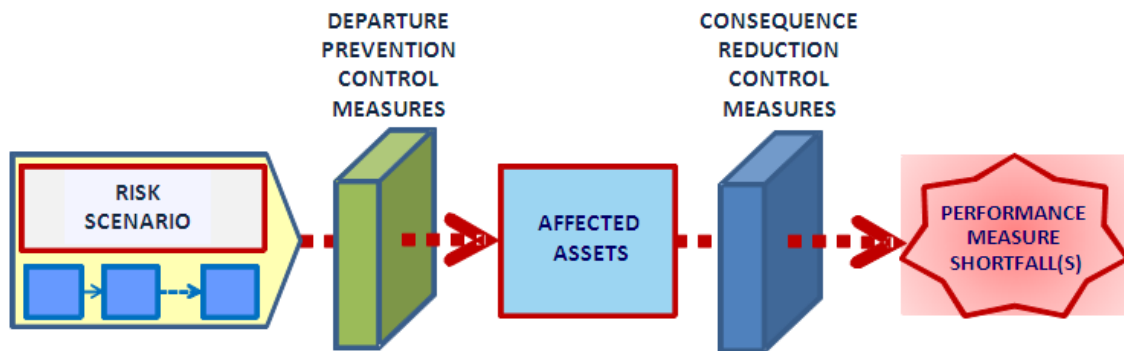 DEPARTURE
PREVENTION
CONTROL
MEASURES
CONSEQUENCE
REDUCTION
CONTROL
MEASURES
RISK
SCENARIO
AFFECTED
ASSETS
PERFORMANCE
MEASURE
SHORTFALL(S)